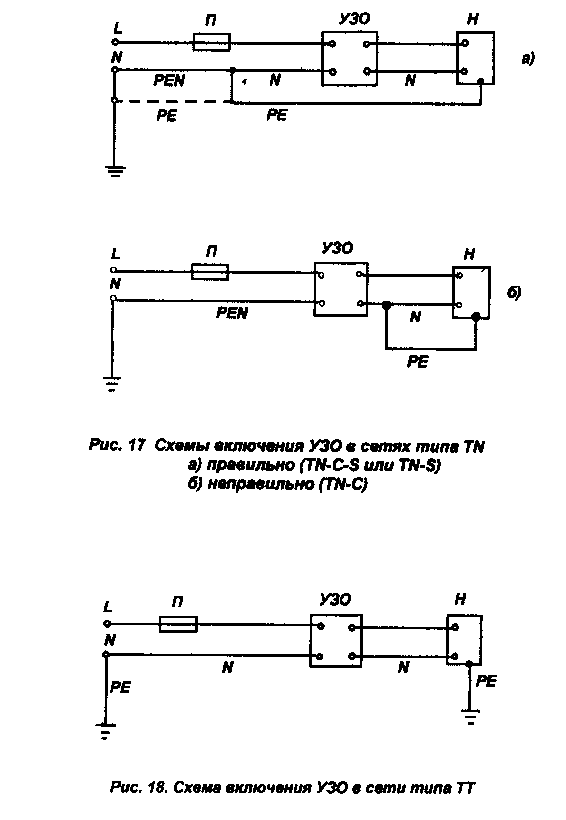 L П УЗО Н
N
а)
PEN N N
PE PE
L П УЗО Н
N
б)
PEN N
PE
Рис. 17 Схемы включения УЗО в сетях типа TN
а) правильно (TN-C-S или TN-S)
б) неправильно (TN-C)
L П УЗО Н
N
N N
PE PE
Рис. 18. Схема включения УЗО в сети типа ТТ